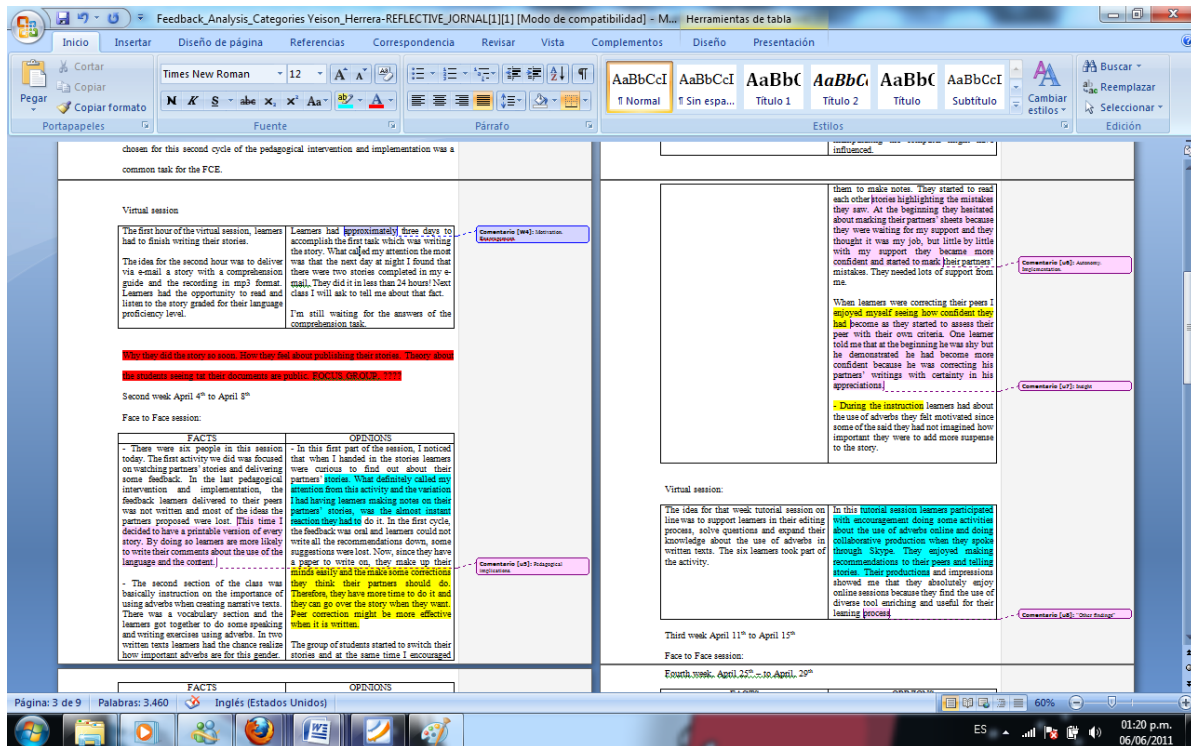 Feedback_Analysis_Categories Yeison_Herrera-REFLECTIVE_JORNAL[1][1] [Modo de compatibilidad] - M...
Herramientas de tabla
Inicio Insertar Diseño de página Referencias Correspondencia Revisar Vista Complementos Diseño Presentación
Pegar
Cortar
Copiar
Copiar formato
Portapapeles
Times New Roman 12
N K S abe x₂ x² Aa
Fuente
Párrafo
AaBbCcI AaBbCcI AaBbC AaBbC AaBbC AaBbCcI
¶ Normal ¶ Sin espa... Título 1 Título 2 Título Subtítulo
Cambiar estilos
Estilos
Buscar
Reemplazar
Seleccionar
Edición
chosen for this second cycle of the pedagogical intervention and implementation was a
common task for the FCE.
Virtual session
The first hour of the virtual session, learners
had to finish writing their stories.
The idea for the second hour was to deliver
via e-mail a story with a comprehension
guide and the recording in mp3 format.
Learners had the opportunity to read and
listen to the story graded for their language
proficiency level.
Learners had approximately three days to
accomplish the first task which was writing
the story. What called my attention the most
was that the next day at night I found that
there were two stories completed in my e-
mail. They did it in less than 24 hours! Next
class I will ask to tell me about that fact.
I'm still waiting for the answers of the
comprehension task.
Comentario [W4]: Motivation.
Why they did the story so soon. How they feel about publishing their stories. Theory about
the students seeing tat their documents are public. FOCUS GROUP. ????
Second week April 4th to April 8th
Face to Face session:
FACTS
- There were six people in this session
today. The first activity we did was focused
on watching partners' stories and delivering
some feedback. In the last pedagogical
intervention and implementation, the
feedback learners delivered to their peers
was not written and most of the ideas the
partners proposed were lost. This time I
decided to have a printable version of every
story. By doing so learners are more likely
to write their comments about the use of the
language and the content.
- The second section of the class was
basically instruction on the importance of
using adverbs when creating narrative texts.
There was a vocabulary section and the
learners got together to do some speaking
and writing exercises using adverbs. In two
written texts learners had the chance realize
how important adverbs are for this gender.
OPINIONS
- In this first part of the session, I noticed
that when I handed in the stories learners
were curious to find out about their
partners' stories. What definitely called my
attention from this activity and the variation
I had having learners making notes on their
partners' stories, was the almost instant
reaction they had to do it. In the first cycle,
the feedback was oral and learners could not
write all the recommendations down, some
suggestions were lost. Now, since they have
a paper to write on, they make up their
minds easily and the make some corrections
they think their partners should do.
Therefore, they have more time to do it and
they can go over the story when they want.
Peer correction might be more effective
when it is written.
The group of students started to switch their
stories and at the same time I encouraged
Comentario [u5]: Pedagogical
implications.
FACTS OPINIONS
influenced.
them to make notes. They started to read
each other stories highlighting the mistakes
they saw. At the beginning they hesitated
about marking their partners' sheets because
they were waiting for my support and they
thought it was my job, but little by little
with my support they became more
confident and started to mark their partners'
mistakes. They needed lots of support from
me.
When learners were correcting their peers I
enjoyed myself seeing how confident they
had become as they started to assess their
peer with their own criteria. One learner
told me that at the beginning he was shy but
he demonstrated he had become more
confident because he was correcting his
partners' writings with certainty in his
appreciations.
- During the instruction learners had about
the use of adverbs they felt motivated since
some of the said they had not imagined how
important they were to add more suspense
to the story.
Comentario [u6]: Autonomy.
Implementation.
Comentario [u7]: Insight
Virtual session:
The idea for that week tutorial session on
line was to support learners in their editing
process, solve questions and expand their
knowledge about the use of adverbs in
written texts. The six learners took part of
the activity.
In this tutorial session learners participated
with encouragement doing some activities
about the use of adverbs online and doing
collaborative production when they spoke
through Skype. They enjoyed making
recommendations to their peers and telling
stories. Their productions and impressions
showed me that they absolutely enjoy
online sessions because they find the use of
diverse tool enriching and useful for their
leaning process.
Comentario [u8]: "Other findings"
Third week April 11th to April 15th
Face to Face session:
Fourth week. April 25th – to April, 29th
Página: 3 de 9 Palabras: 3.460 Inglés (Estados Unidos) 60%
ES 01:20 p.m.
06/06/2011